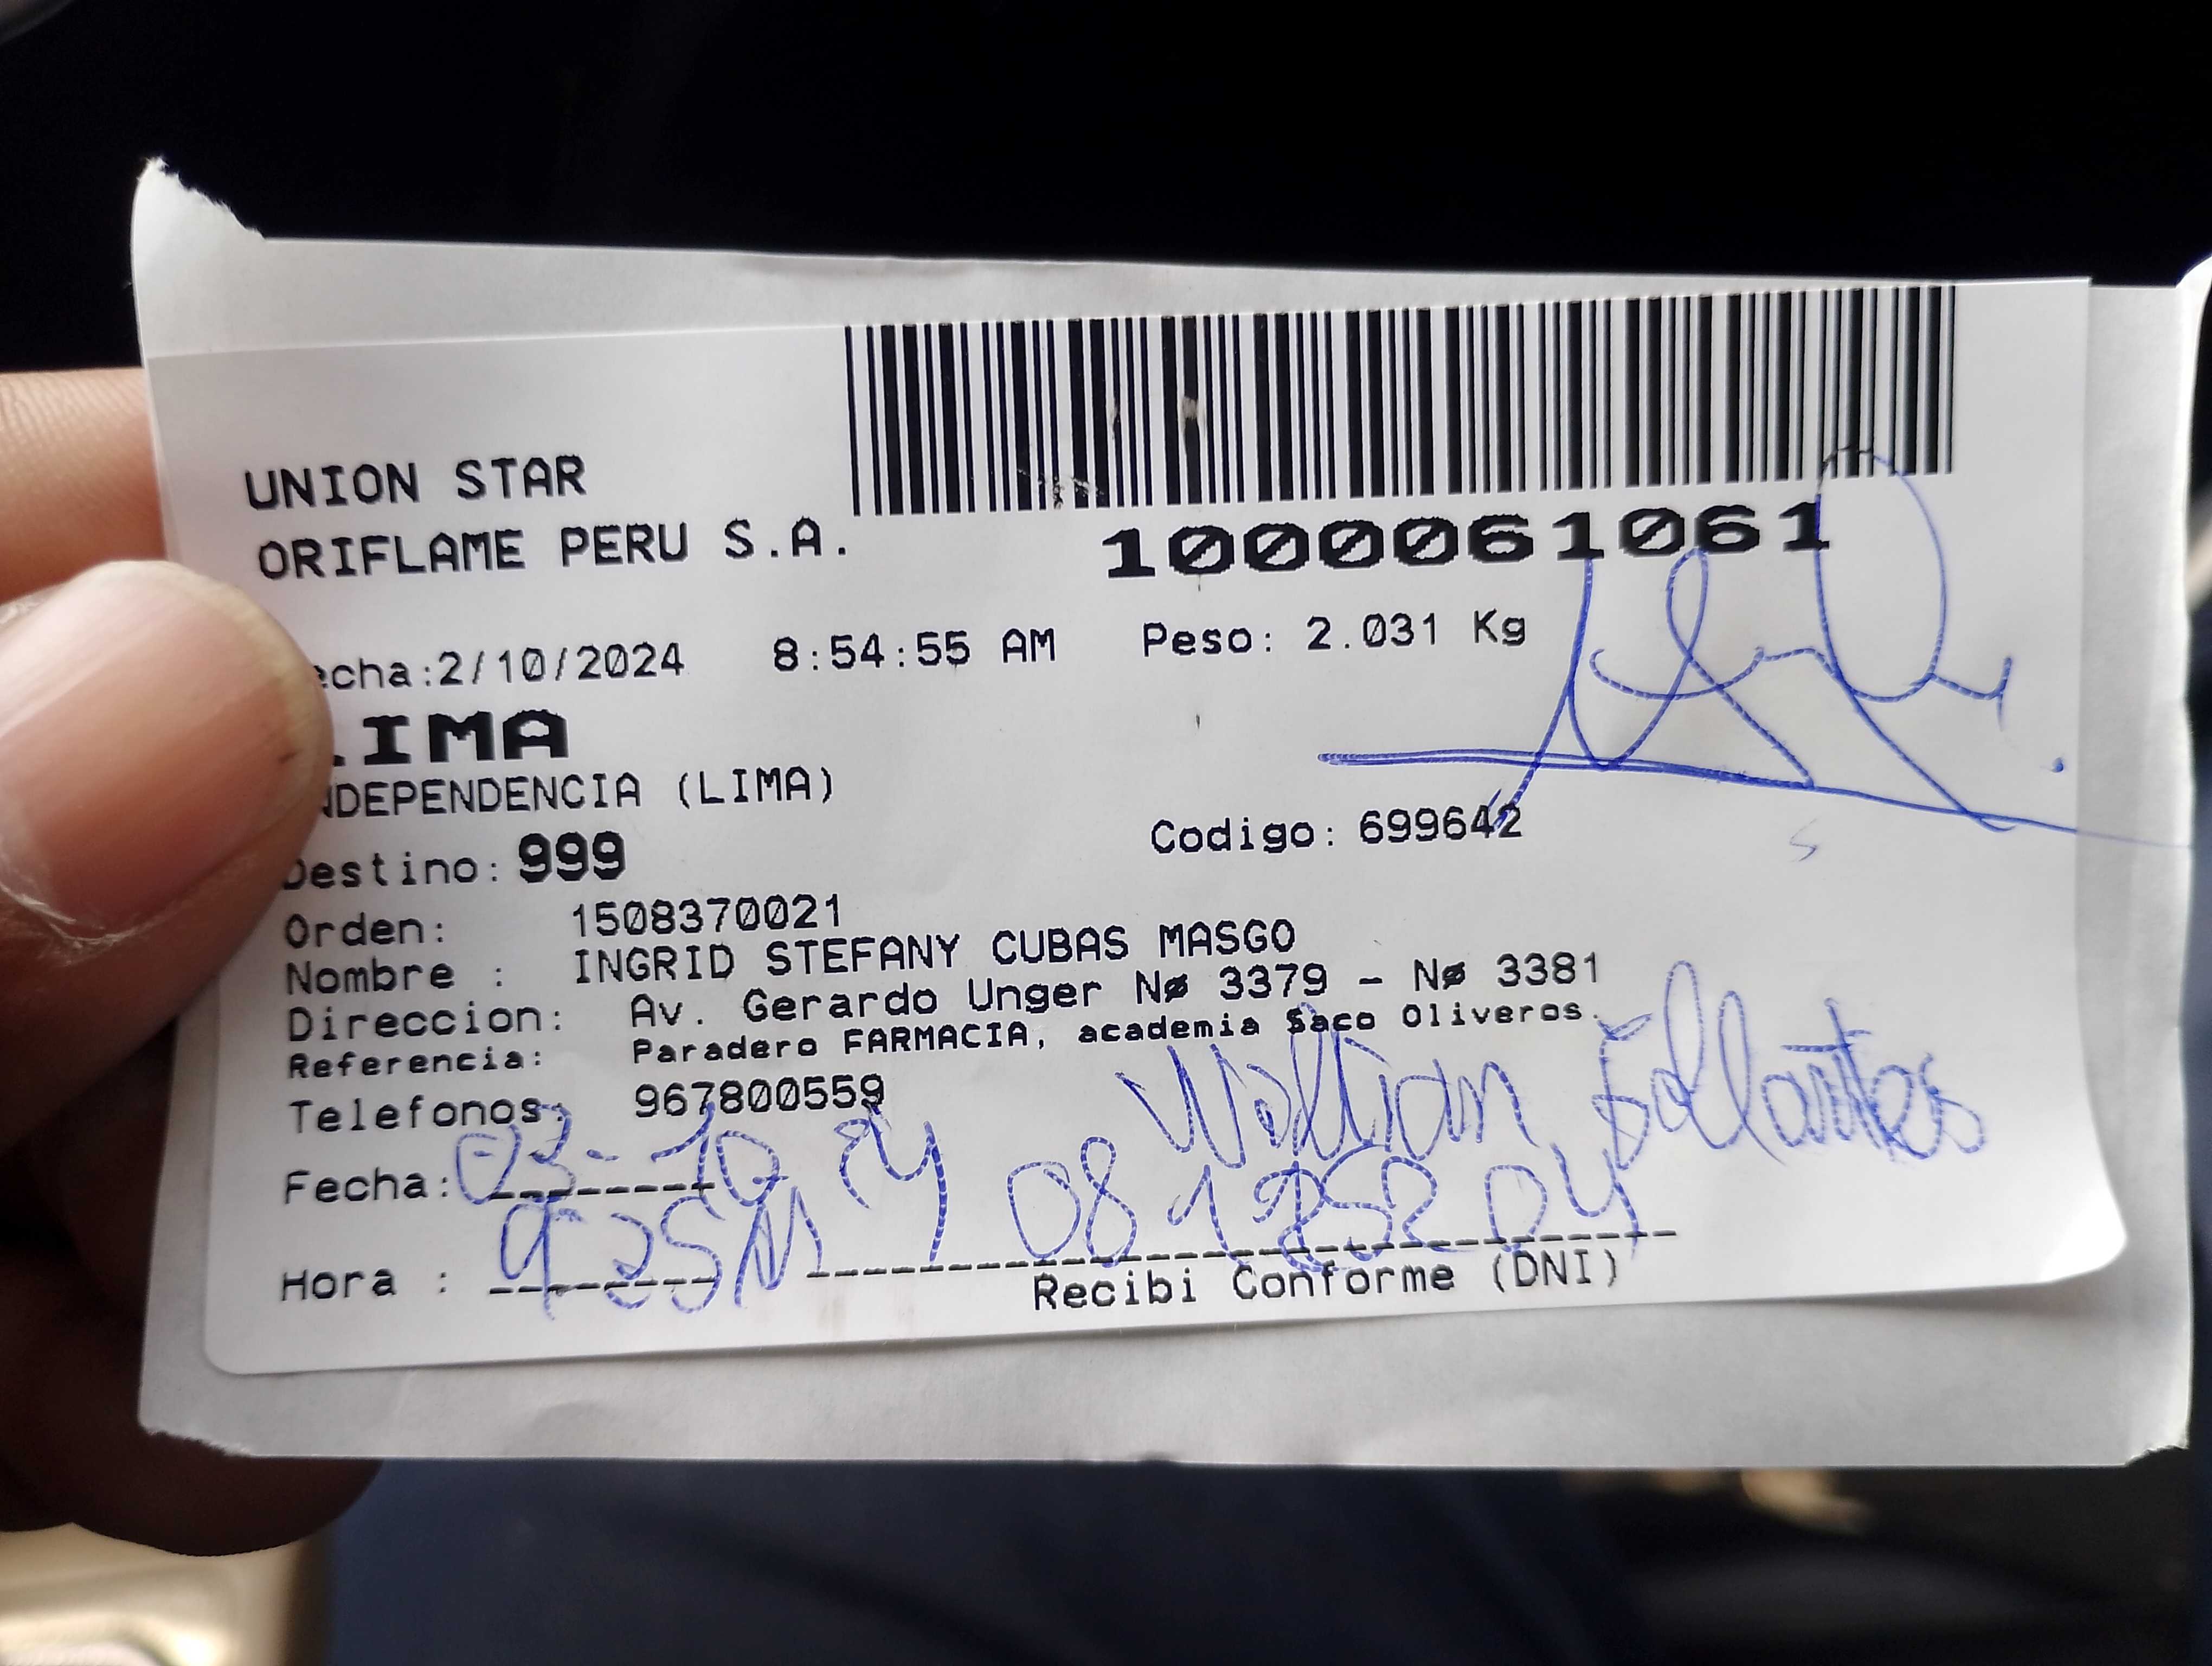 UNION STAR
ORIFLAME PERU S.A.
1000061061
echa:2/10/2024 8:54:55 AM Peso: 2.031 Kg
LIMA
NDEPENDENCIA (LIMA)
Destino: 999 Codigo: 699642
Orden: 1508370021
Nombre : INGRID STEFANY CUBAS MASGO
Direccion: Av. Gerardo Unger Nø 3379 - Nø 3381
Referencia: Paradero FARMACIA, academia Saco Oliveros.
Telefonos: 967800559
Fecha: 03-10 24
Hora :
Recibi Conforme (DNI)